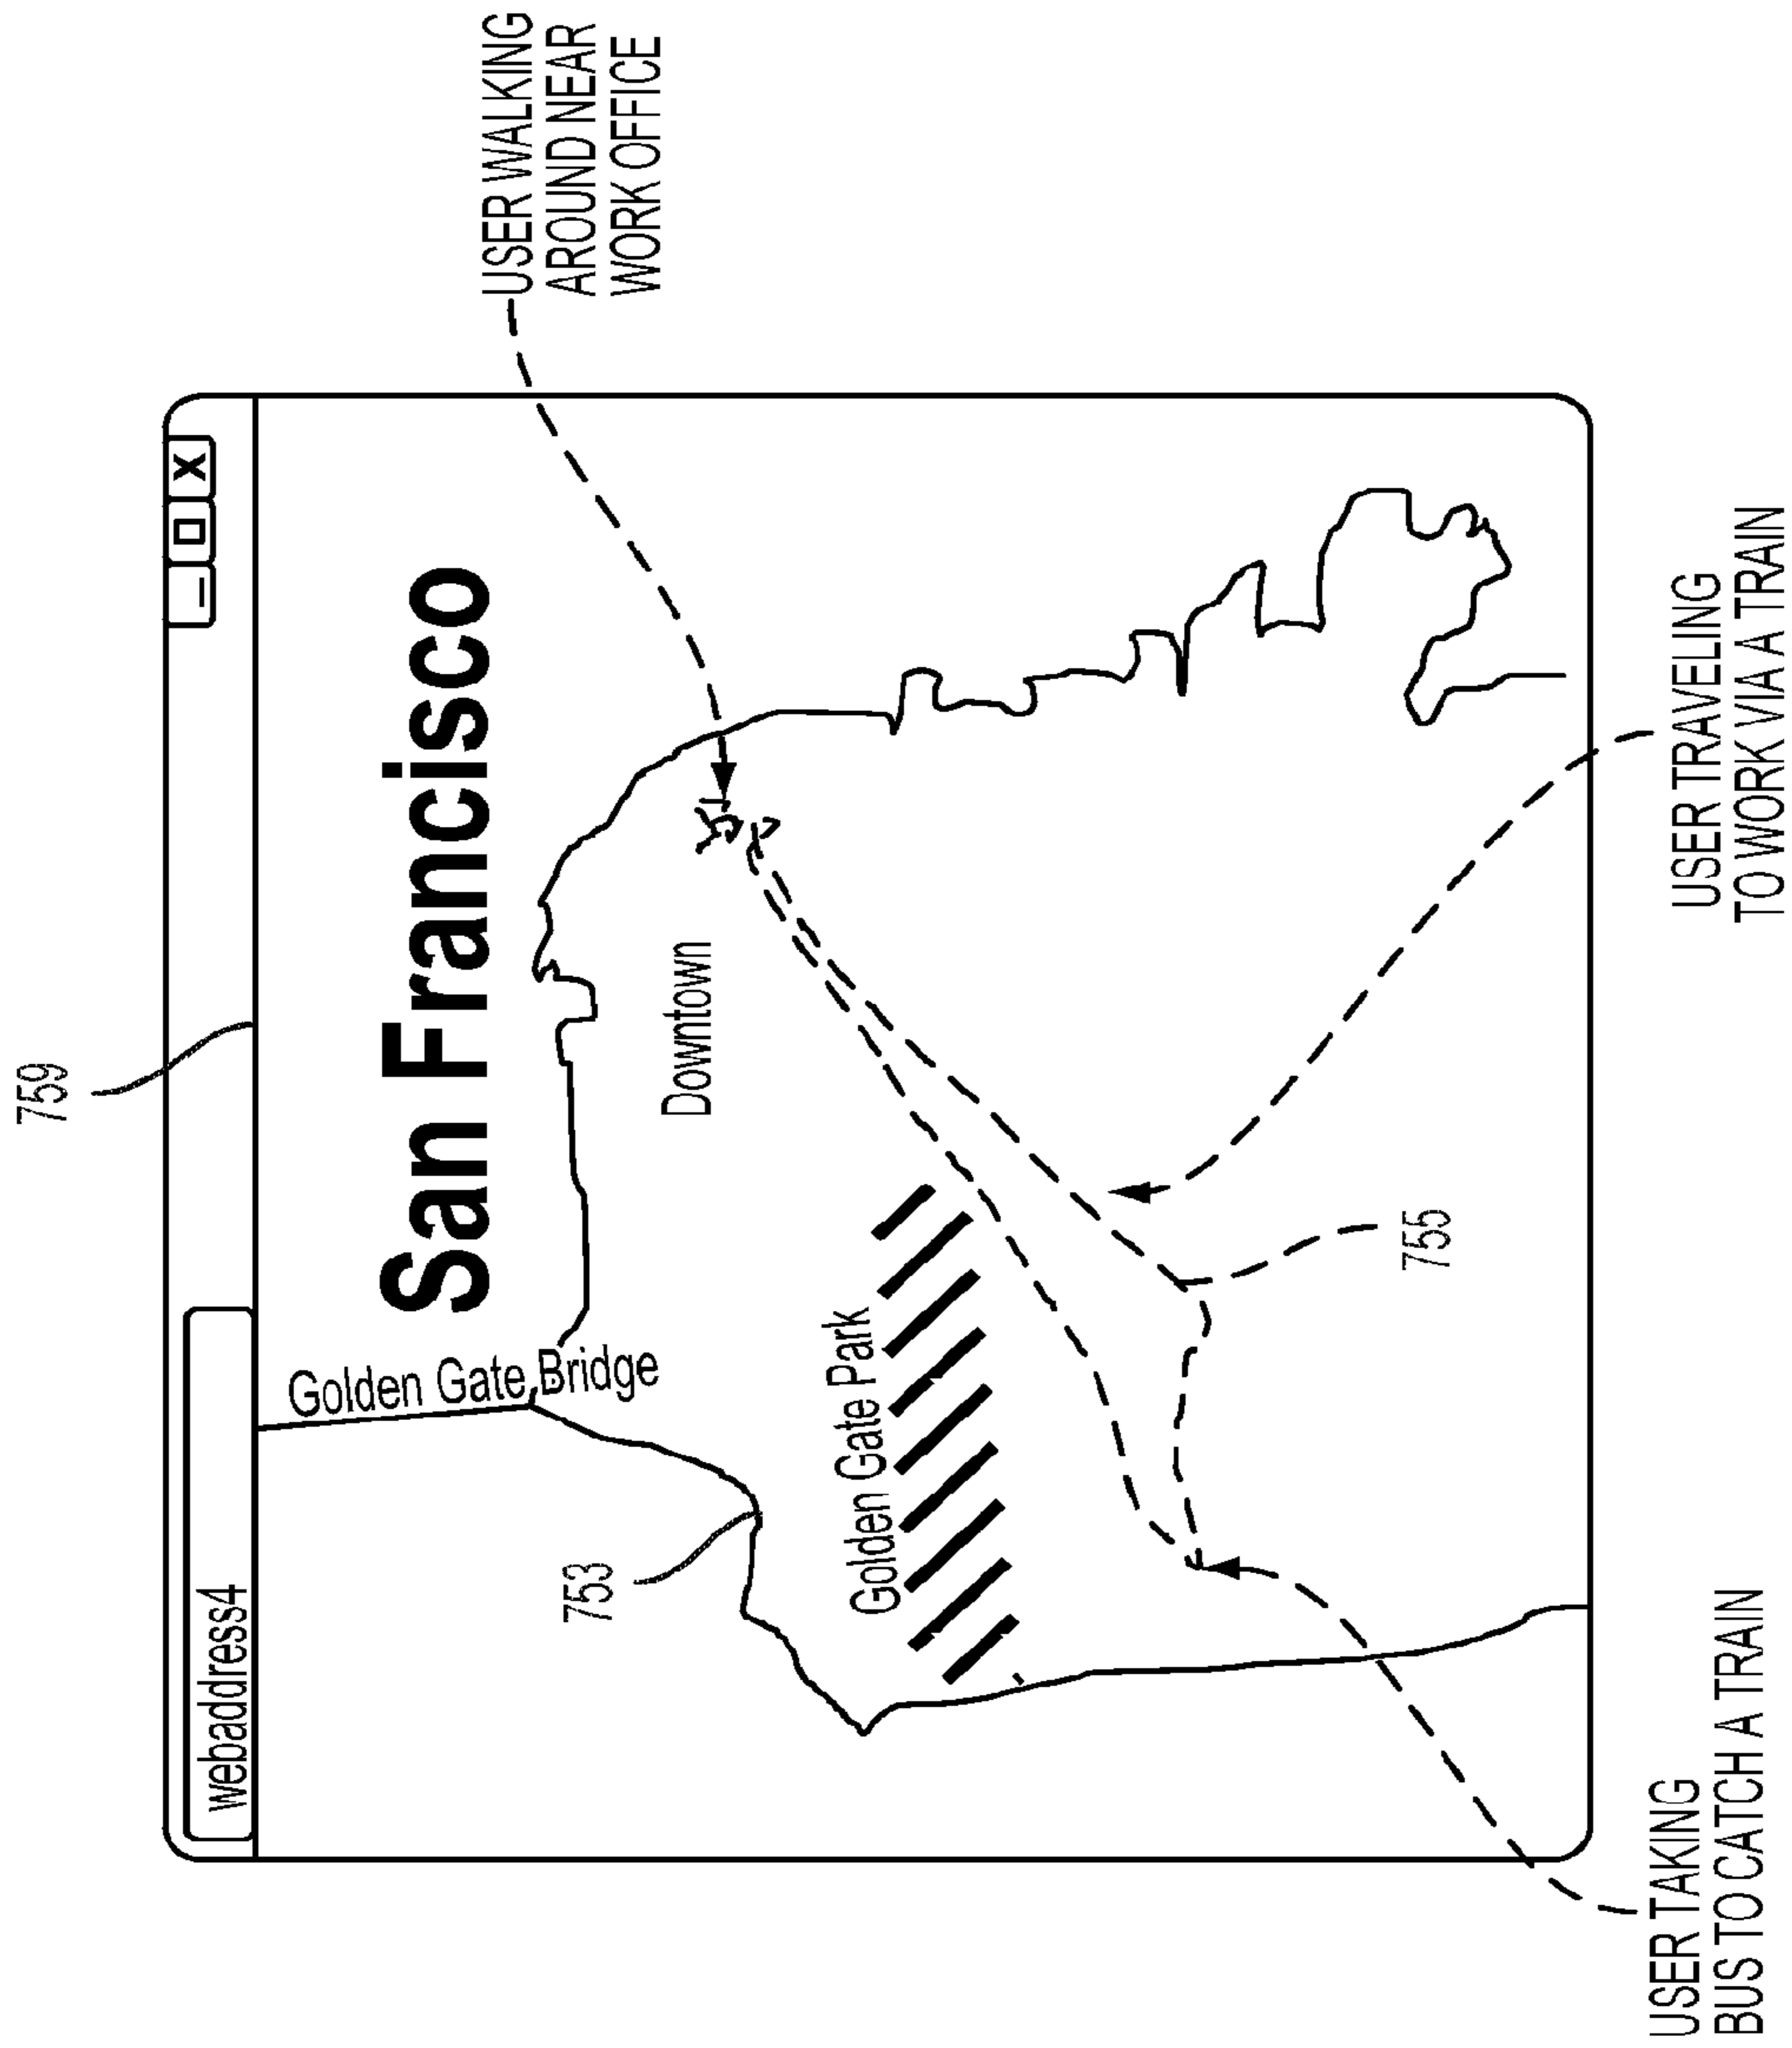 759
webaddress4
San Francisco
Golden Gate Bridge
USER WALKING
AROUND NEAR
WORK OFFICE
753
Downtown
Golden Gate Park
755
USER TAKING
BUS TO CATCH A TRAIN
USER TRAVELING
TO WORK VIA A TRAIN